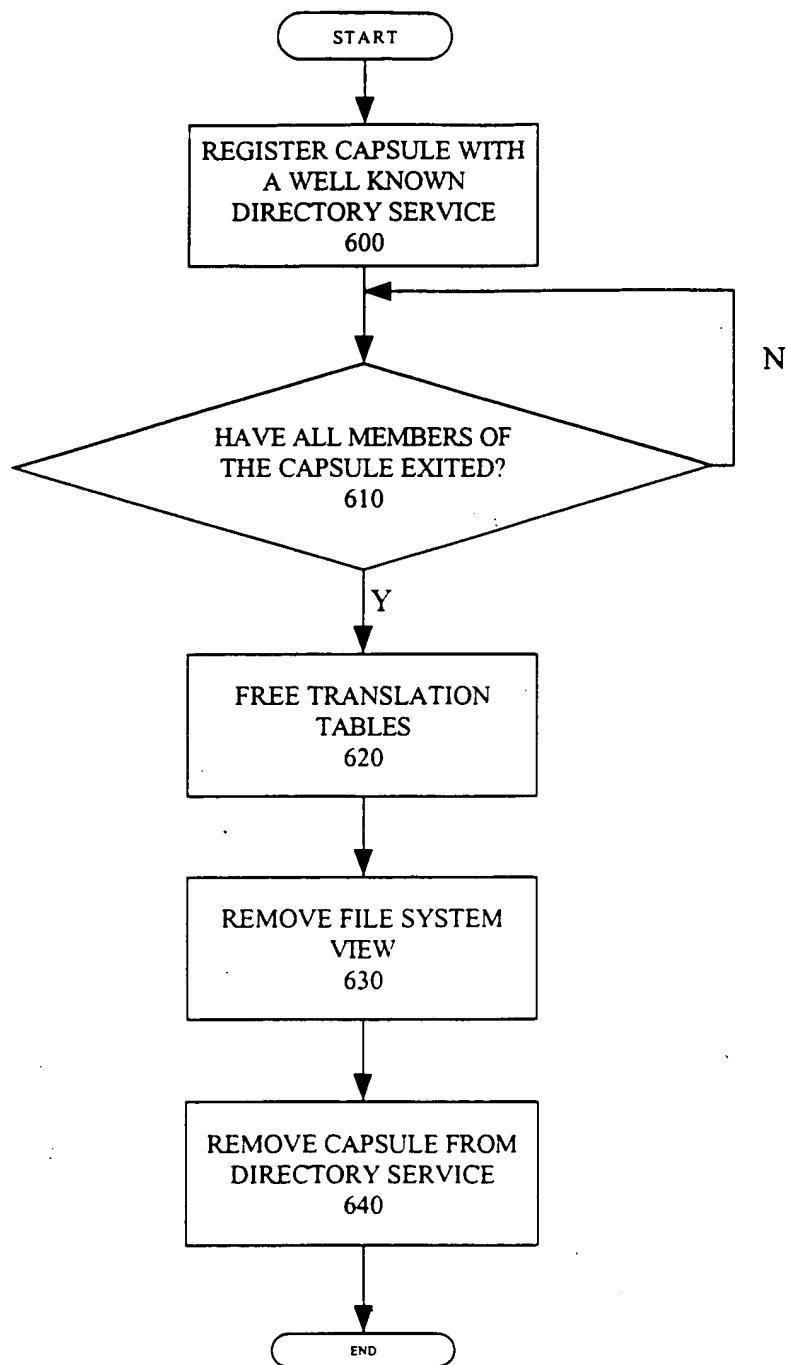 START
REGISTER CAPSULE WITH
A WELL KNOWN
DIRECTORY SERVICE
600
N
HAVE ALL MEMBERS OF
THE CAPSULE EXITED?
610
Y
FREE TRANSLATION
TABLES
620
REMOVE FILE SYSTEM
VIEW
630
REMOVE CAPSULE FROM
DIRECTORY SERVICE
640
END